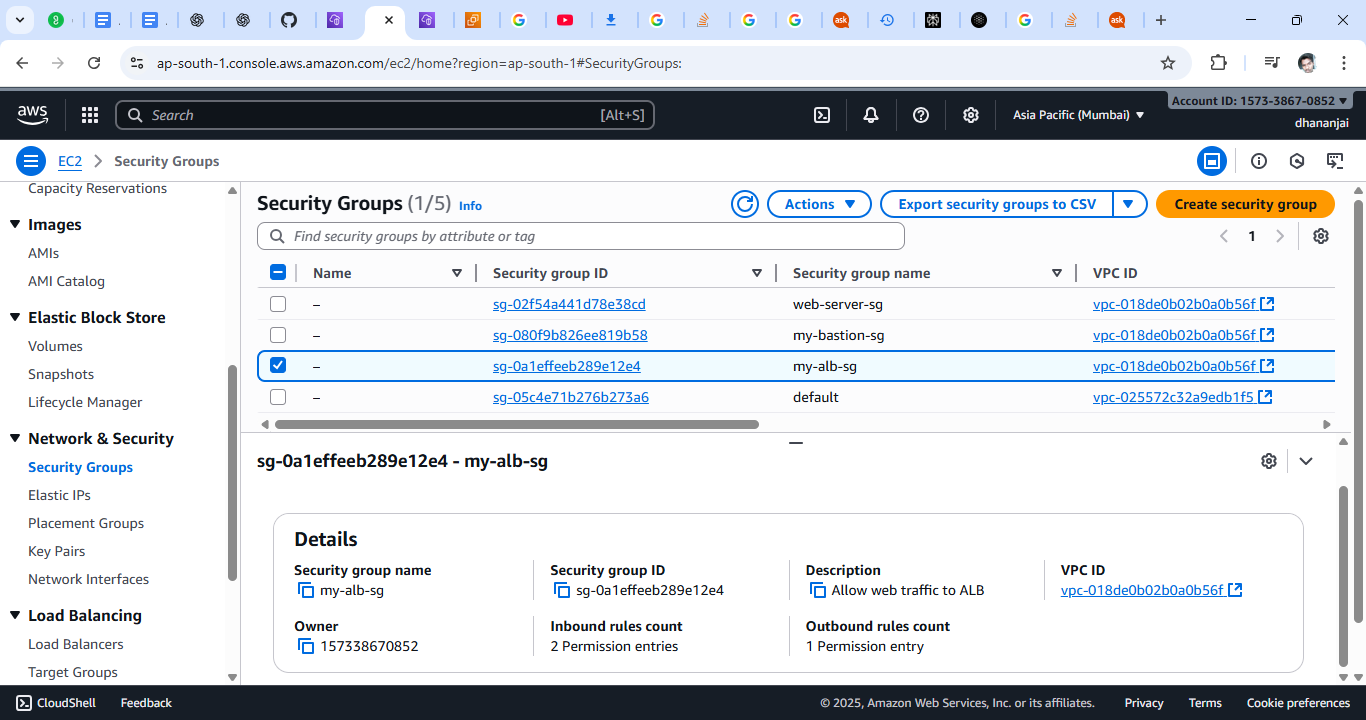 ap-south-1.console.aws.amazon.com/ec2/home?region=ap-south-1#SecurityGroups:
aws
Search
[Alt+S]
Asia Pacific (Mumbai)
Account ID: 1573-3867-0852
dhananjai
EC2
Security Groups
Capacity Reservations
Images
AMIs
AMI Catalog
Elastic Block Store
Volumes
Snapshots
Lifecycle Manager
Network & Security
Security Groups
Elastic IPs
Placement Groups
Key Pairs
Network Interfaces
Load Balancing
Load Balancers
Target Groups
Security Groups (1/5) Info
Actions
Export security groups to CSV
Create security group
Find security groups by attribute or tag
1
Name Security group ID Security group name VPC ID
– sg-02f54a441d78e38cd web-server-sg vpc-018de0b02b0a0b56f
– sg-080f9b826ee819b58 my-bastion-sg vpc-018de0b02b0a0b56f
– sg-0a1effeeb289e12e4 my-alb-sg vpc-018de0b02b0a0b56f
– sg-05c4e71b276b273a6 default vpc-025572c32a9edb1f5
sg-0a1effeeb289e12e4 - my-alb-sg
Details
Security group name
my-alb-sg
Security group ID
sg-0a1effeeb289e12e4
Description
Allow web traffic to ALB
VPC ID
vpc-018de0b02b0a0b56f
Owner
157338670852
Inbound rules count
2 Permission entries
Outbound rules count
1 Permission entry
CloudShell
Feedback
© 2025, Amazon Web Services, Inc. or its affiliates.
Privacy
Terms
Cookie preferences